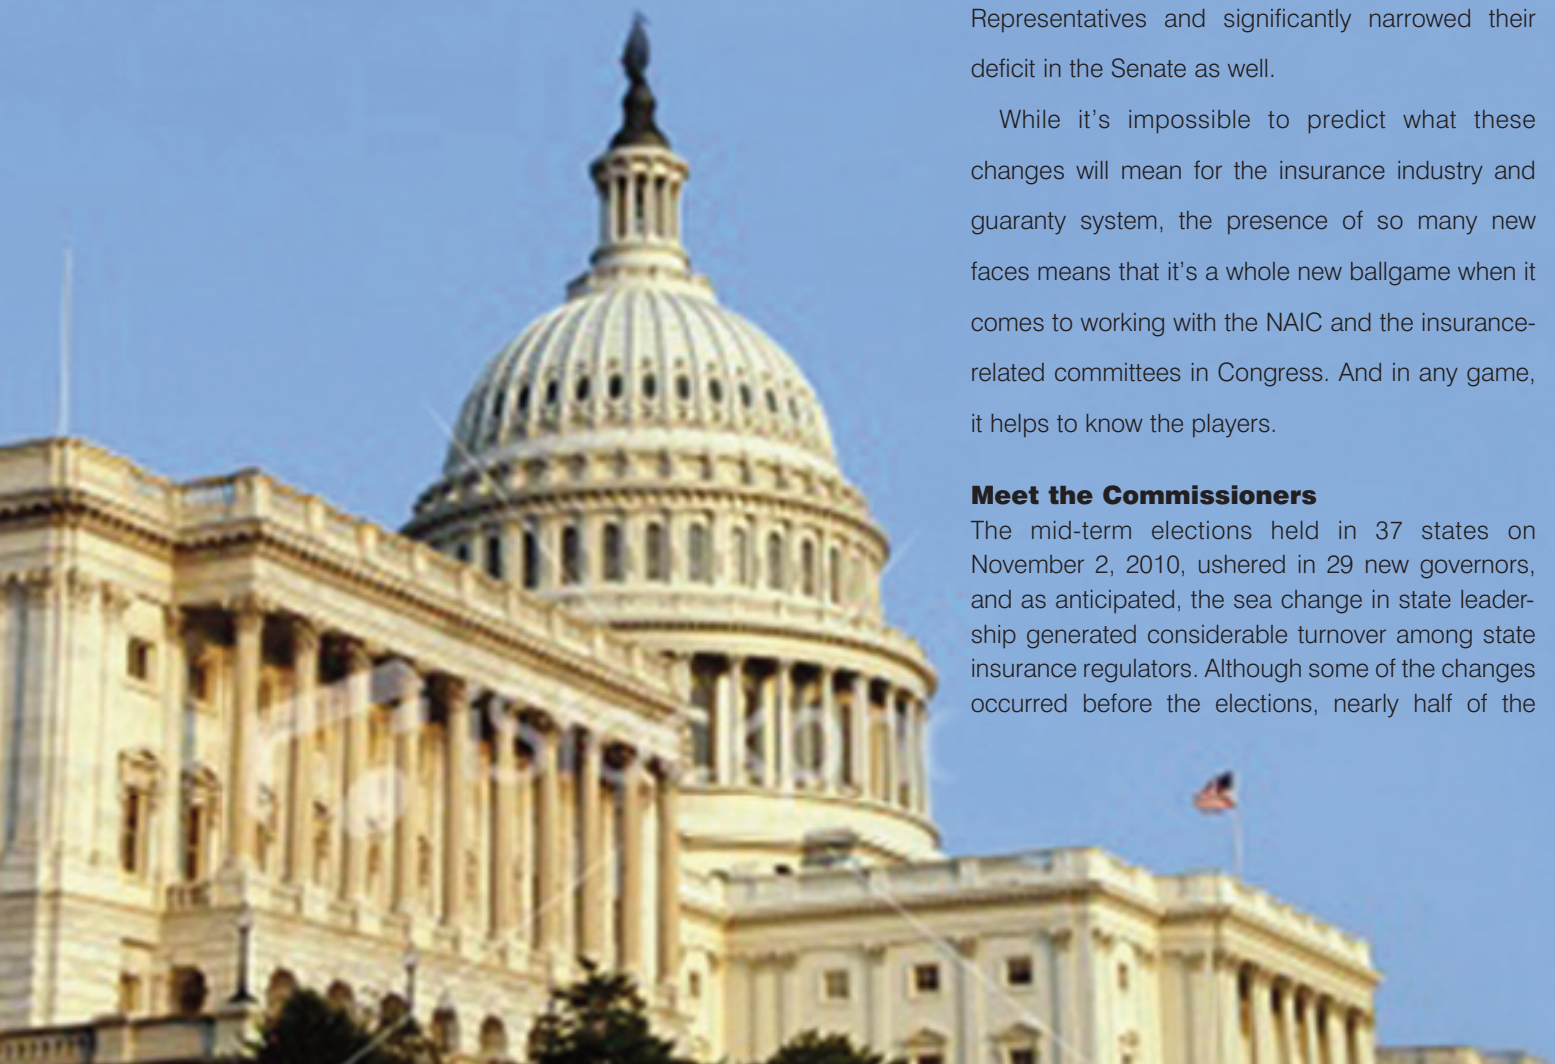 Representatives and significantly narrowed their
deficit in the Senate as well.
While it's impossible to predict what these
changes will mean for the insurance industry and
guaranty system, the presence of so many new
faces means that it's a whole new ballgame when it
comes to working with the NAIC and the insurance-
related committees in Congress. And in any game,
it helps to know the players.
Meet the Commissioners
The mid-term elections held in 37 states on
November 2, 2010, ushered in 29 new governors,
and as anticipated, the sea change in state leader-
ship generated considerable turnover among state
insurance regulators. Although some of the changes
occurred before the elections, nearly half of the